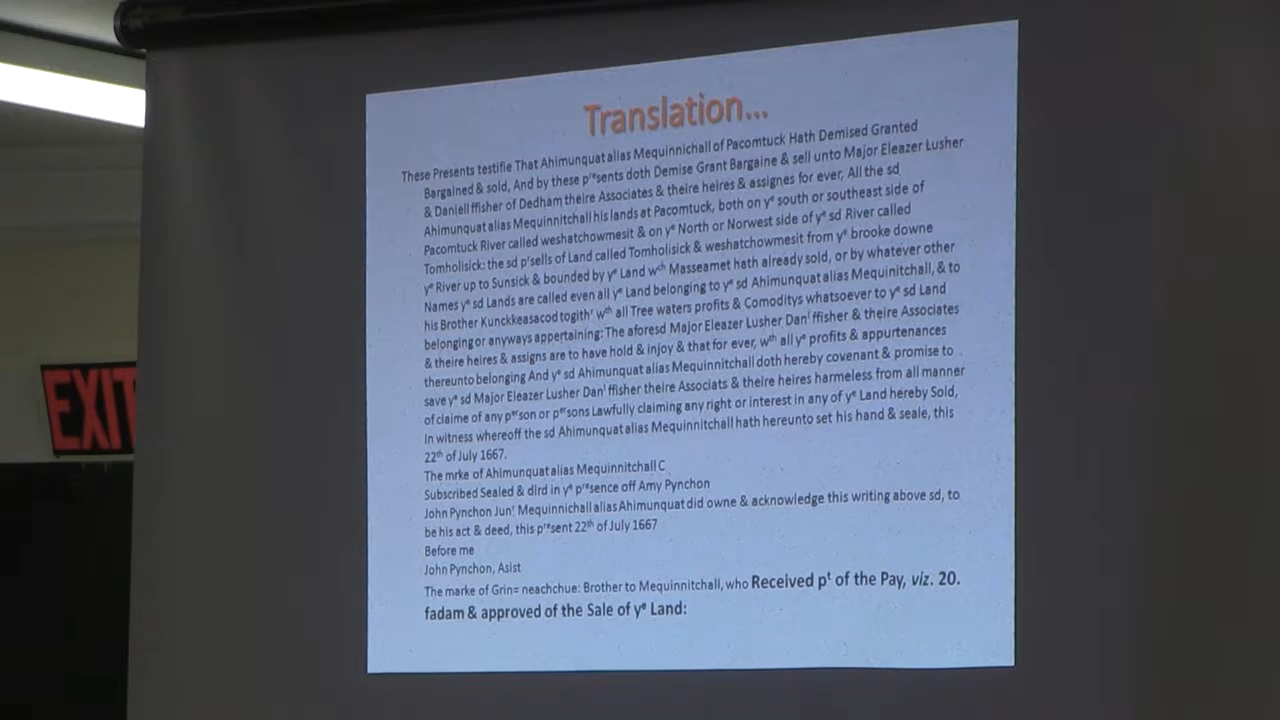 Translation...
These Presents testifie That Ahimunquat alias Mequinnichall of Pacomtuck Hath Demised Granted
Bargained & sold, And by these pʳᵉsents doth Demise Grant Bargaine & sell unto Major Eleazer Lusher
& Daniell ffisher of Dedham theire Associates & theire heires & assignes for ever, All the sd
Ahimunquat alias Mequinnitchall his lands at Pacomtuck, both on yᵉ south or southeast side of
Pacomtuck River called weshatchowmesit & on yᵉ North or Norwest side of yᵉ sd River called
Tomholisick: the sd pʳsells of Land called Tomholisick & weshatchowmesit from yᵉ brooke downe
yᵉ River up to Sunsick & bounded by yᵉ Land wᶜʰ Masseamet hath already sold, or by whatever other
Names yᵉ sd Lands are called even all yᵉ Land belonging to yᵉ sd Ahimunquat alias Mequinitchall, & to
his Brother Kunckkeasacod togithʳ wᵗʰ all Tree waters profits & Comoditys whatsoever to yᵉ sd Land
belonging or anyways appertaining: The aforesd Major Eleazer Lusher Danˡ ffisher & theire Associates
& theire heires & assigns are to have hold & injoy & that for ever, wᵗʰ all yᵉ profits & appurtenances
thereunto belonging And yᵉ sd Ahimunquat alias Mequinnitchall doth hereby covenant & promise to
save yᵉ sd Major Eleazer Lusher Danˡ ffisher theire Associats & theire heires harmeless from all manner
of claime of any pᵉʳson or pᵉʳsons Lawfully claiming any right or interest in any of yᵉ Land hereby Sold,
In witness whereoff the sd Ahimunquat alias Mequinnitchall hath hereunto set his hand & seale, this
22ᵗʰ of July 1667.
The mrke of Ahimunquat alias Mequinnitchall C
Subscribed Sealed & dlrd in yᵉ pʳᵉsence off Amy Pynchon
John Pynchon Junʳ Mequinnichall alias Ahimunquat did owne & acknowledge this writing above sd, to
be his act & deed, this pʳᵉsent 22ᵗʰ of July 1667
Before me
John Pynchon, Asist
The marke of Grin= neachchue: Brother to Mequinnitchall, who Received pᵗ of the Pay, viz. 20.
fadam & approved of the Sale of yᵉ Land:
EXIT